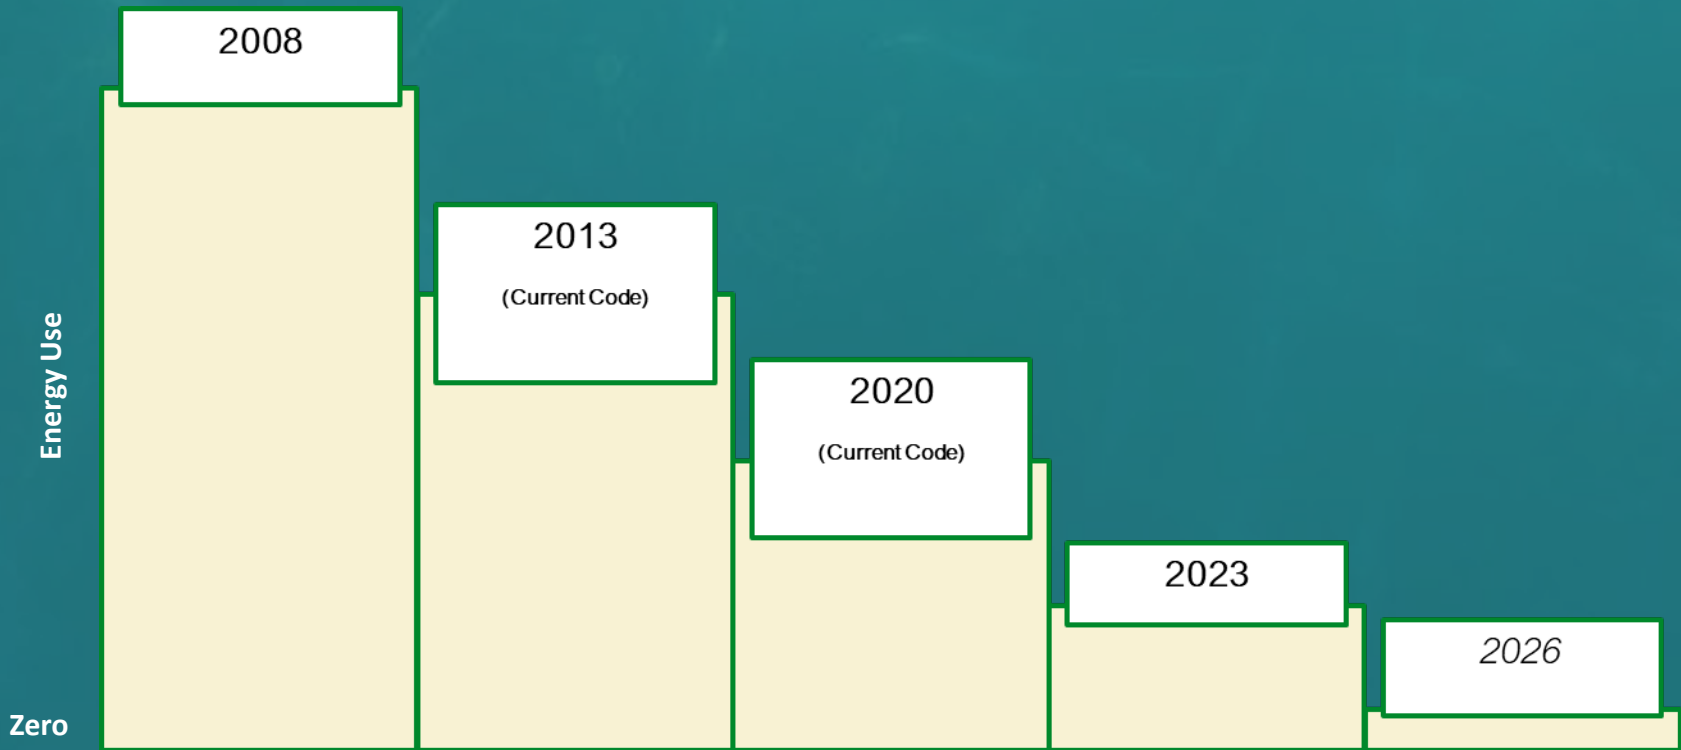 2008
2013
(Current Code)
2020
(Current Code)
2023
2026
Energy Use
Zero